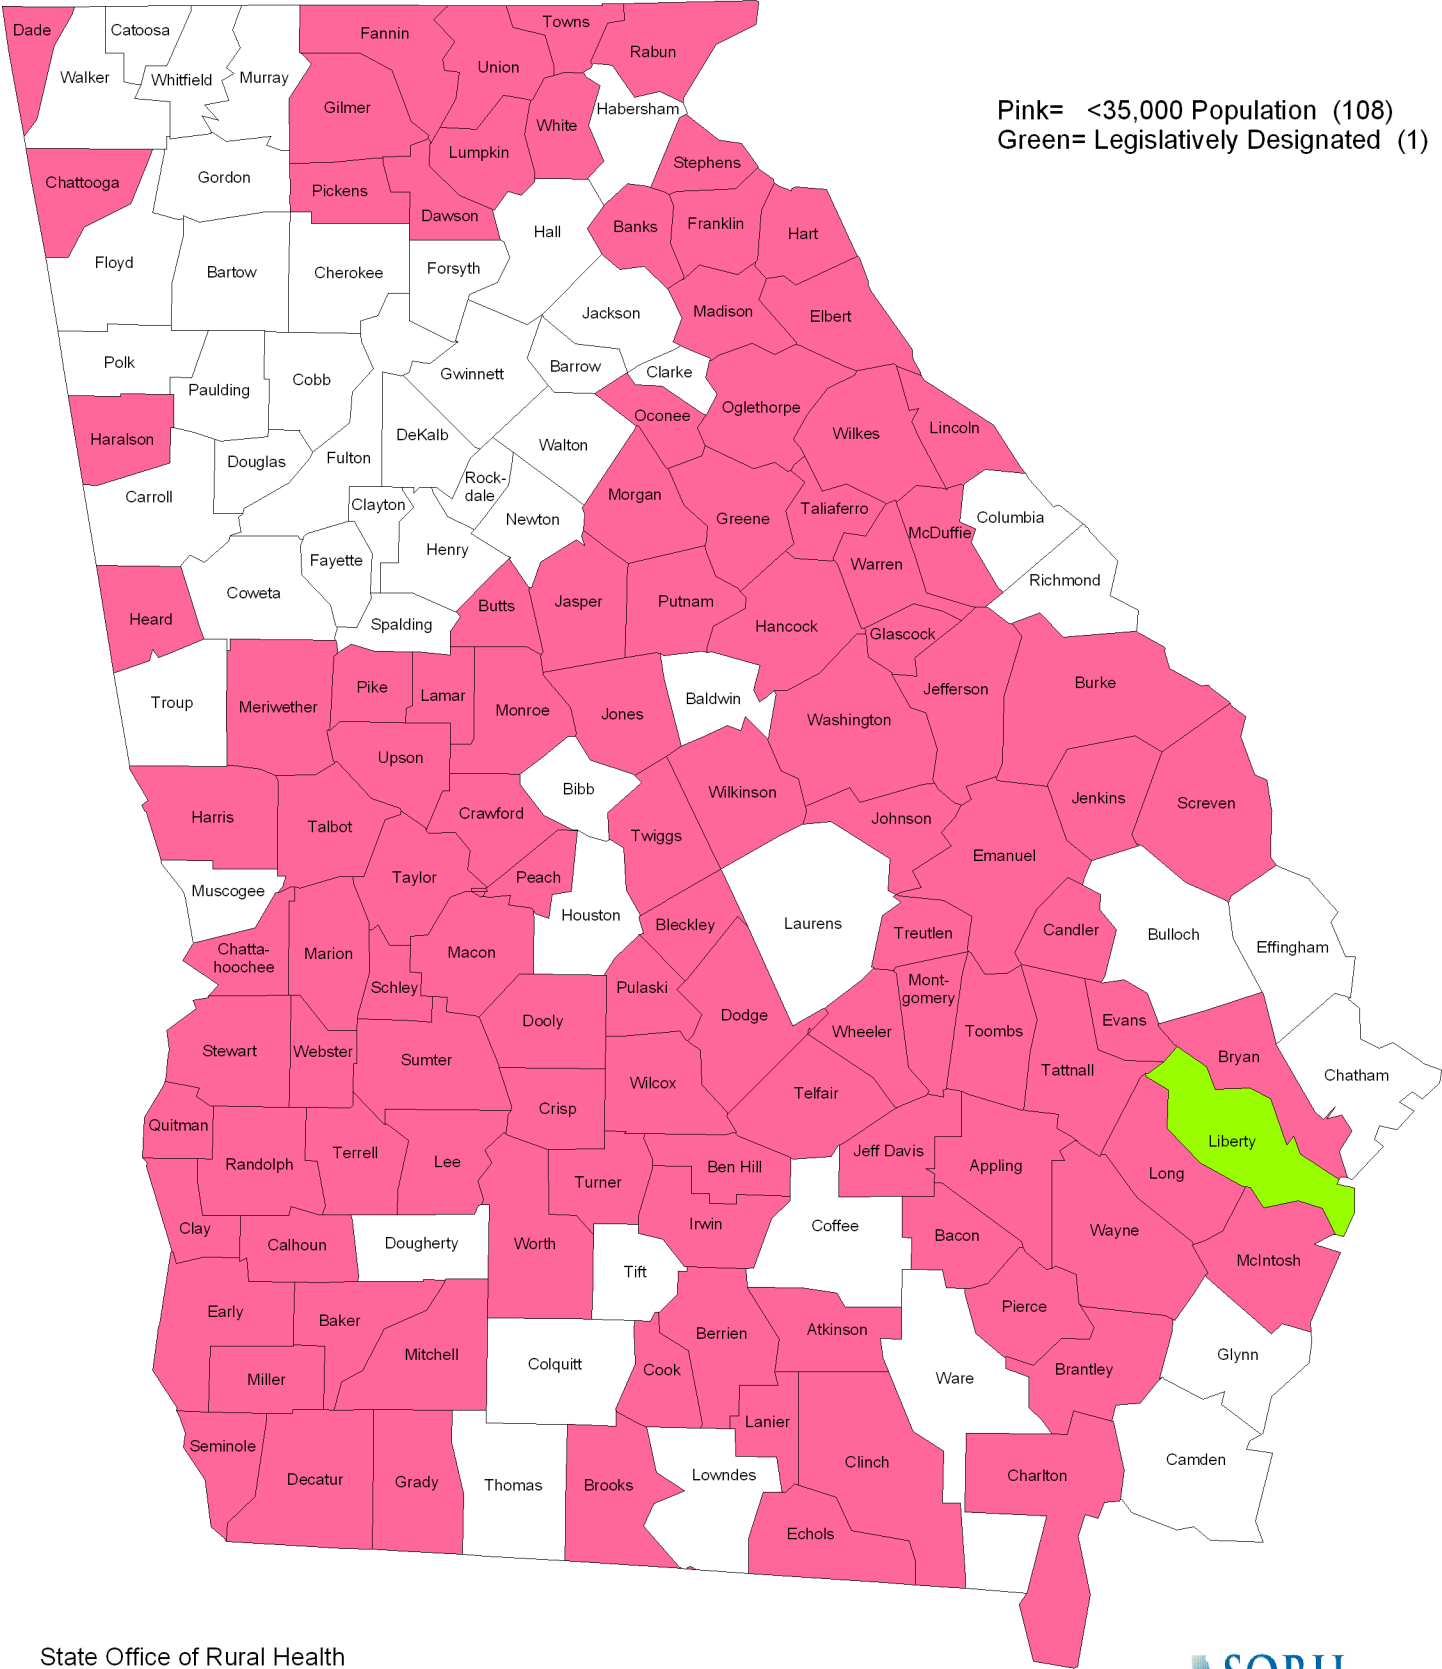 Dade
Catoosa
Fannin
Towns
Rabun
Union
Walker
Whitfield
Murray
Gilmer
Habersham
White
Pink= <35,000 Population (108)
Green= Legislatively Designated (1)
Lumpkin
Stephens
Chattooga
Gordon
Pickens
Dawson
Banks
Franklin
Hart
Hall
Floyd
Bartow
Cherokee
Forsyth
Jackson
Madison
Elbert
Polk
Paulding
Cobb
Gwinnett
Barrow
Clarke
Oconee
Oglethorpe
Haralson
DeKalb
Walton
Wilkes
Lincoln
Douglas
Fulton
Carroll
Clayton
Rock-
dale
Newton
Morgan
Greene
Taliaferro
Columbia
McDuffie
Henry
Fayette
Coweta
Warren
Richmond
Heard
Spalding
Butts
Jasper
Putnam
Hancock
Glascock
Troup
Meriwether
Pike
Lamar
Monroe
Jones
Baldwin
Washington
Jefferson
Burke
Upson
Bibb
Wilkinson
Jenkins
Screven
Harris
Talbot
Crawford
Twiggs
Johnson
Emanuel
Muscogee
Taylor
Peach
Houston
Bleckley
Laurens
Treutlen
Candler
Bulloch
Effingham
Chatta-
hoochee
Marion
Macon
Schley
Pulaski
Dodge
Mont-
gomery
Wheeler
Toombs
Evans
Dooly
Stewart
Webster
Sumter
Wilcox
Telfair
Tattnall
Bryan
Chatham
Crisp
Quitman
Randolph
Terrell
Lee
Turner
Ben Hill
Jeff Davis
Appling
Long
Liberty
Clay
Calhoun
Dougherty
Worth
Irwin
Coffee
Bacon
Wayne
McIntosh
Tift
Early
Baker
Mitchell
Berrien
Atkinson
Pierce
Miller
Colquitt
Cook
Ware
Brantley
Glynn
Lanier
Seminole
Decatur
Grady
Thomas
Brooks
Lowndes
Clinch
Charlton
Camden
Echols
State Office of Rural Health
SORH